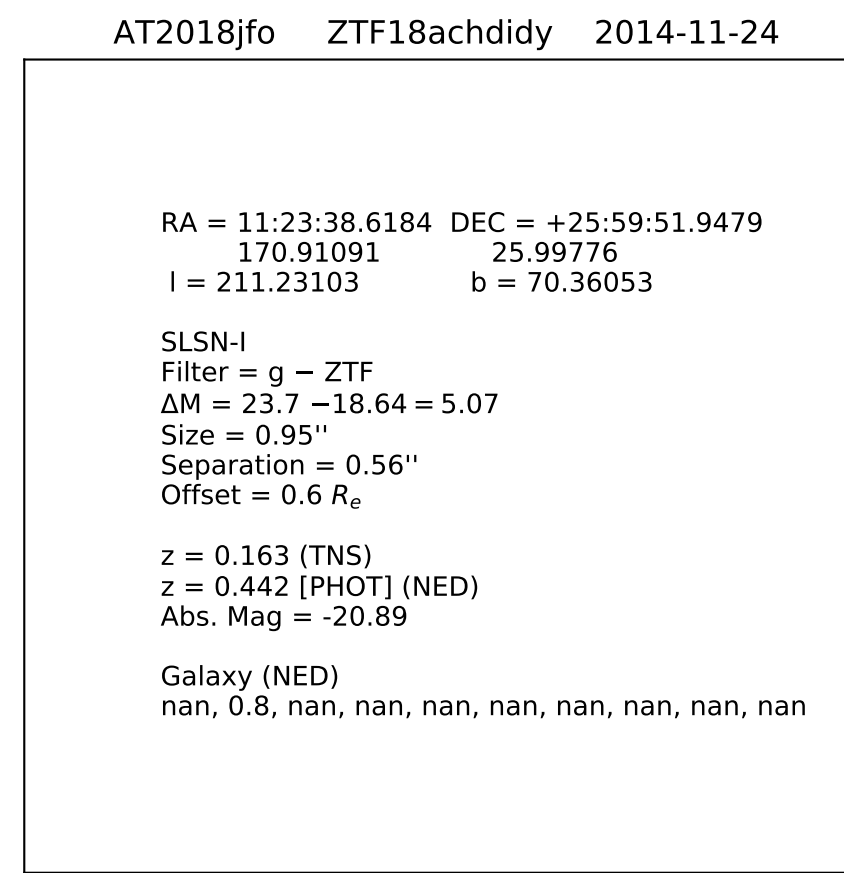 AT2018jfo ZTF18achdidy 2014-11-24
RA = 11:23:38.6184 DEC = +25:59:51.9479
170.91091 25.99776
l = 211.23103 b = 70.36053
SLSN-I
Filter = g − ZTF
ΔM = 23.7 −18.64 = 5.07
Size = 0.95''
Separation = 0.56''
Offset = 0.6 Rₑ
z = 0.163 (TNS)
z = 0.442 [PHOT] (NED)
Abs. Mag = -20.89
Galaxy (NED)
nan, 0.8, nan, nan, nan, nan, nan, nan, nan, nan